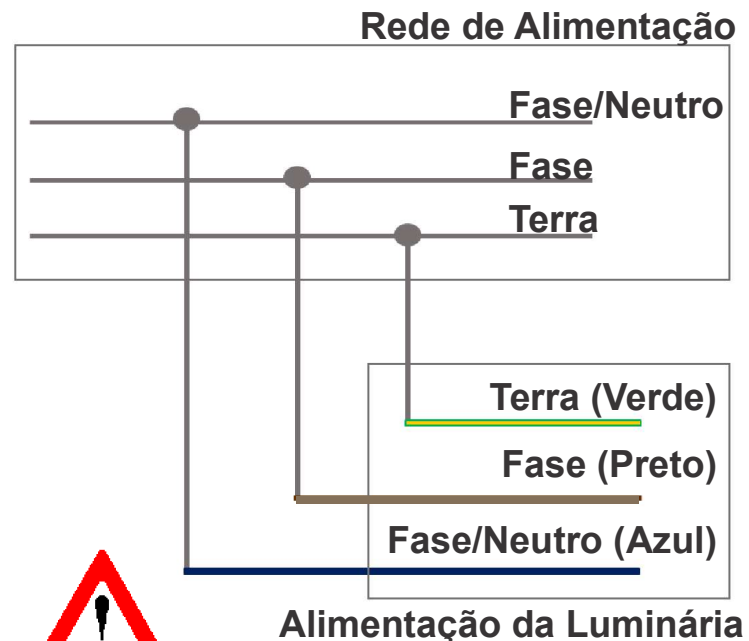 Rede de Alimentação
Fase/Neutro
Fase
Terra
Terra (Verde)
Fase (Preto)
Fase/Neutro (Azul)
Alimentação da Luminária